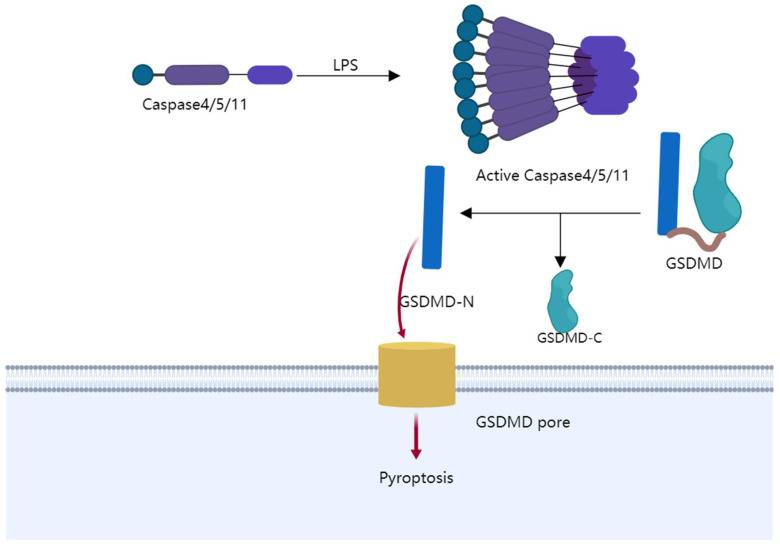 LPS
Caspase4/5/11
Active Caspase4/5/11
GSDMD
GSDMD-N
GSDMD-C
GSDMD pore
Pyroptosis